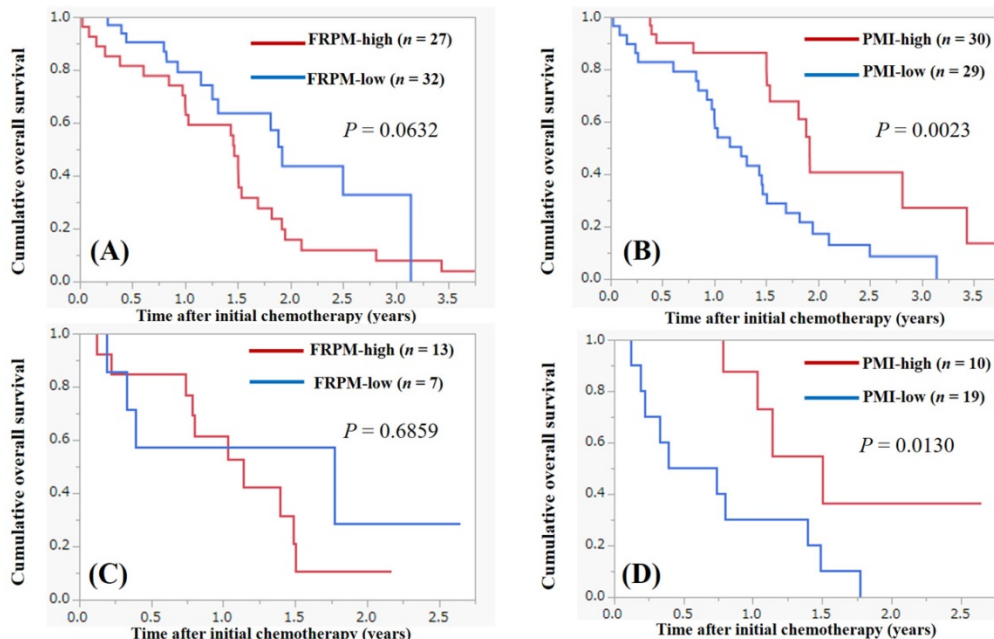 Cumulative overall survival
1.0
0.8
0.6
0.4
0.2
0.0
FRPM-high (n = 27)
FRPM-low (n = 32)
P = 0.0632
(A)
0.0 0.5 1.0 1.5 2.0 2.5 3.0 3.5
Time after initial chemotherapy (years)
Cumulative overall survival
1.0
0.8
0.6
0.4
0.2
0.0
PMI-high (n = 30)
PMI-low (n = 29)
P = 0.0023
(B)
0.0 0.5 1.0 1.5 2.0 2.5 3.0 3.5
Time after initial chemotherapy (years)
Cumulative overall survival
1.0
0.8
0.6
0.4
0.2
0.0
FRPM-high (n = 13)
FRPM-low (n = 7)
P = 0.6859
(C)
0.0 0.5 1.0 1.5 2.0 2.5
Time after initial chemotherapy (years)
Cumulative overall survival
1.0
0.8
0.6
0.4
0.2
0.0
PMI-high (n = 10)
PMI-low (n = 19)
P = 0.0130
(D)
0.0 0.5 1.0 1.5 2.0 2.5
Time after initial chemotherapy (years)